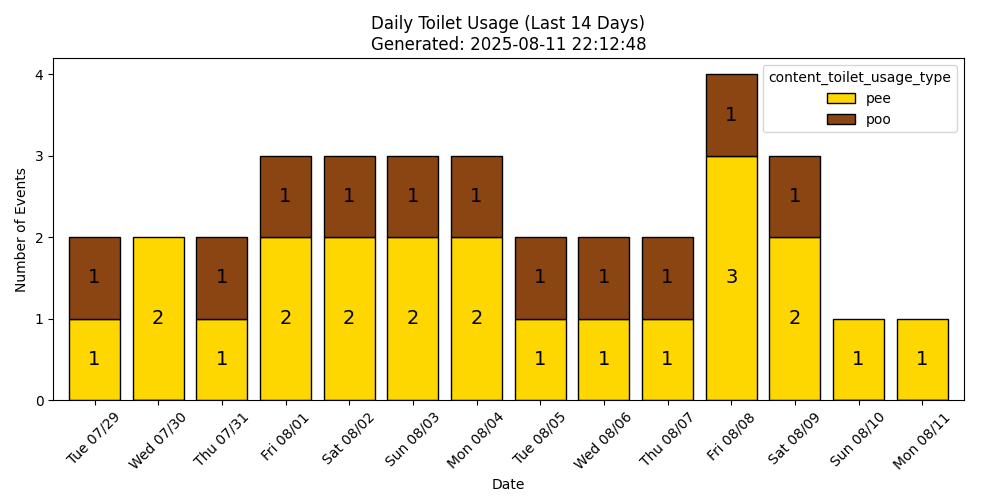 Daily Toilet Usage (Last 14 Days)
Generated: 2025-08-11 22:12:48
content_toilet_usage_type
pee
poo
Number of Events
4
3
2
1
0
1
1
1
1
1
1
1
1
1
1
1
1
2
1
2
2
2
2
1
1
1
3
2
1
1
Tue 07/29
Wed 07/30
Thu 07/31
Fri 08/01
Sat 08/02
Sun 08/03
Mon 08/04
Tue 08/05
Wed 08/06
Thu 08/07
Fri 08/08
Sat 08/09
Sun 08/10
Mon 08/11
Date